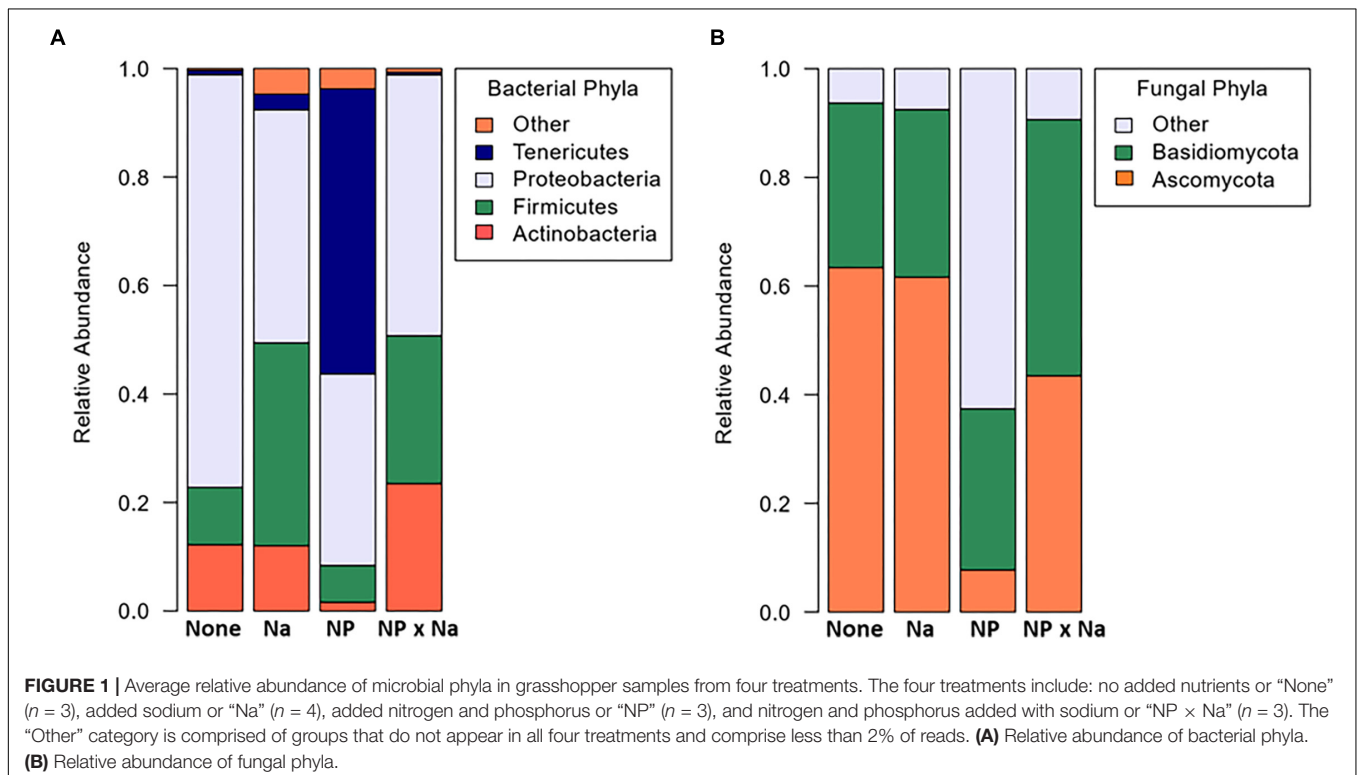 A
Relative Abundance
1.0
0.8
0.6
0.4
0.2
0.0
None Na NP NP x Na
Bacterial Phyla
Other
Tenericutes
Proteobacteria
Firmicutes
Actinobacteria
B
Relative Abundance
1.0
0.8
0.6
0.4
0.2
0.0
None Na NP NP x Na
Fungal Phyla
Other
Basidiomycota
Ascomycota
FIGURE 1 | Average relative abundance of microbial phyla in grasshopper samples from four treatments. The four treatments include: no added nutrients or “None”
(n = 3), added sodium or “Na” (n = 4), added nitrogen and phosphorus or “NP” (n = 3), and nitrogen and phosphorus added with sodium or “NP × Na” (n = 3). The
“Other” category is comprised of groups that do not appear in all four treatments and comprise less than 2% of reads. (A) Relative abundance of bacterial phyla.
(B) Relative abundance of fungal phyla.